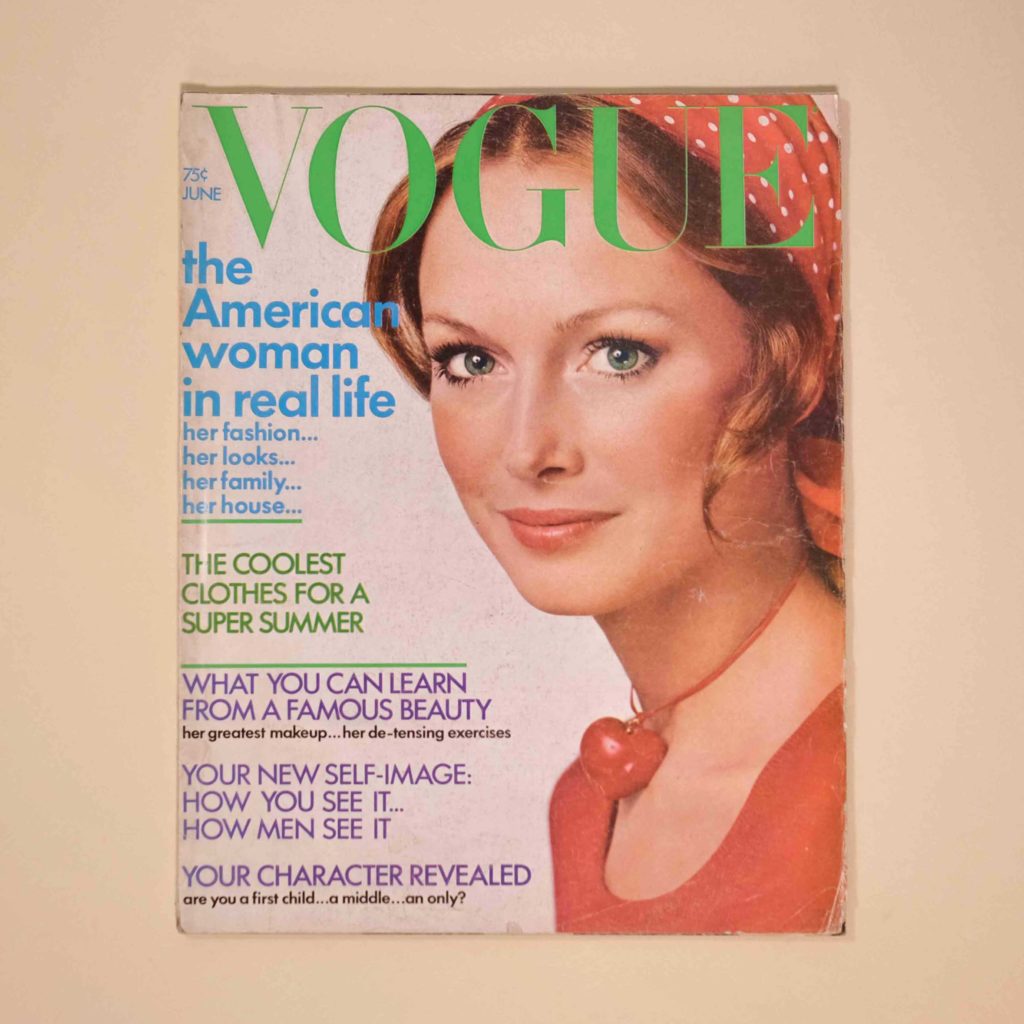 VOGUE
75¢
JUNE
the
American
woman
in real life
her fashion...
her looks...
her family...
her house...
THE COOLEST
CLOTHES FOR A
SUPER SUMMER
WHAT YOU CAN LEARN
FROM A FAMOUS BEAUTY
her greatest makeup...her de-tensing exercises
YOUR NEW SELF-IMAGE:
HOW YOU SEE IT...
HOW MEN SEE IT
YOUR CHARACTER REVEALED
are you a first child...a middle...an only?